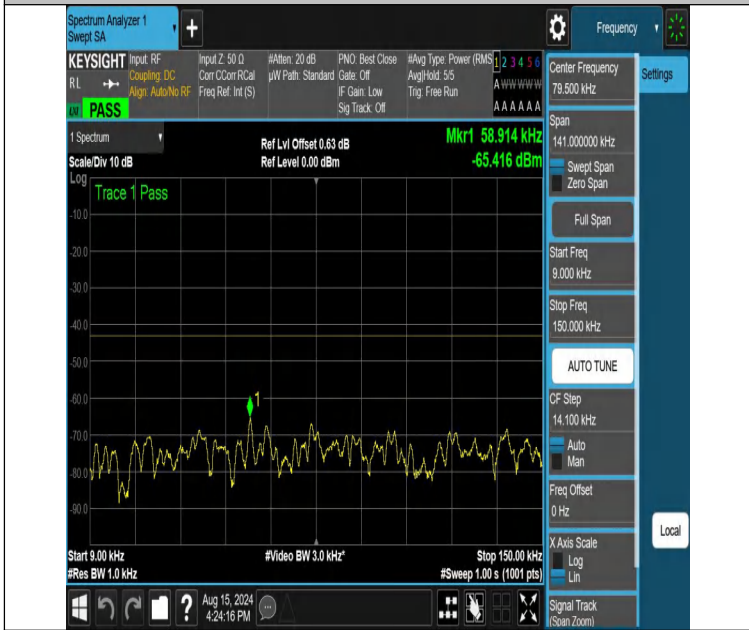 Spectrum Analyzer 1
Swept SA
+
Frequency
KEYSIGHT
RL
PASS
Input: RF
Coupling: DC
Align: Auto/No RF
Input Z: 50 Ω
Corr CCorr RCal
Freq Ref: Int (S)
#Atten: 20 dB
µW Path: Standard
PNO: Best Close
Gate: Off
IF Gain: Low
Sig Track: Off
#Avg Type: Power (RMS
Avg|Hold: 5/5
Trig: Free Run
1 2 3 4 5 6
A W W W W W
A A A A A A
1 Spectrum
Scale/Div 10 dB
Ref Lvl Offset 0.63 dB
Ref Level 0.00 dBm
Mkr1 58.914 kHz
-65.416 dBm
Log
Trace 1 Pass
-10.0
-20.0
-30.0
-40.0
-50.0
-60.0
-70.0
-80.0
-90.0
1
Start 9.00 kHz
#Res BW 1.0 kHz
#Video BW 3.0 kHz*
Stop 150.00 kHz
#Sweep 1.00 s (1001 pts)
?
Aug 15, 2024
4:24:16 PM
Center Frequency
79.500 kHz
Settings
Span
141.000000 kHz
Swept Span
Zero Span
Full Span
Start Freq
9.000 kHz
Stop Freq
150.000 kHz
AUTO TUNE
CF Step
14.100 kHz
Auto
Man
Freq Offset
0 Hz
X Axis Scale
Log
Lin
Signal Track
(Span Zoom)
Local